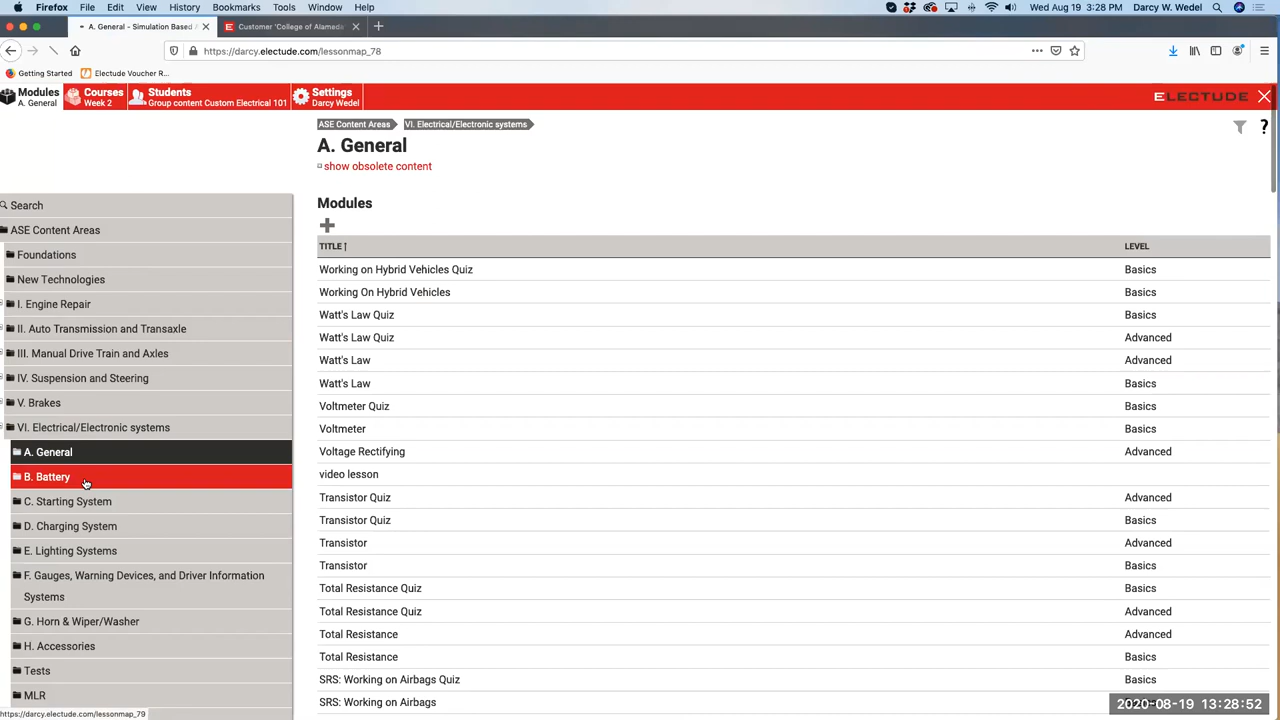 Firefox File Edit View History Bookmarks Tools Window Help Wed Aug 19 3:28 PM Darcy W. Wedel
A. General - Simulation Based A
Customer 'College of Alameda
https://darcy.electude.com/lessonmap_78
Getting Started Electude Voucher R...
Modules
A. General
Courses
Week 2
Students
Group content Custom Electrical 101
Settings
Darcy Wedel
ELECTUDE
ASE Content Areas VI. Electrical/Electronic systems
?
A. General
show obsolete content
Modules
TITLE LEVEL
Working on Hybrid Vehicles Quiz Basics
Working On Hybrid Vehicles Basics
Watt's Law Quiz Basics
Watt's Law Quiz Advanced
Watt's Law Advanced
Watt's Law Basics
Voltmeter Quiz Basics
Voltmeter Basics
Voltage Rectifying Advanced
video lesson
Transistor Quiz Advanced
Transistor Quiz Basics
Transistor Advanced
Transistor Basics
Total Resistance Quiz Basics
Total Resistance Quiz Advanced
Total Resistance Advanced
Total Resistance Basics
SRS: Working on Airbags Quiz Basics
SRS: Working on Airbags
Search
ASE Content Areas
Foundations
New Technologies
I. Engine Repair
II. Auto Transmission and Transaxle
III. Manual Drive Train and Axles
IV. Suspension and Steering
V. Brakes
VI. Electrical/Electronic systems
A. General
B. Battery
C. Starting System
D. Charging System
E. Lighting Systems
F. Gauges, Warning Devices, and Driver Information
Systems
G. Horn & Wiper/Washer
H. Accessories
Tests
MLR
https://darcy.electude.com/lessonmap_79
2020-08-19 13:28:52